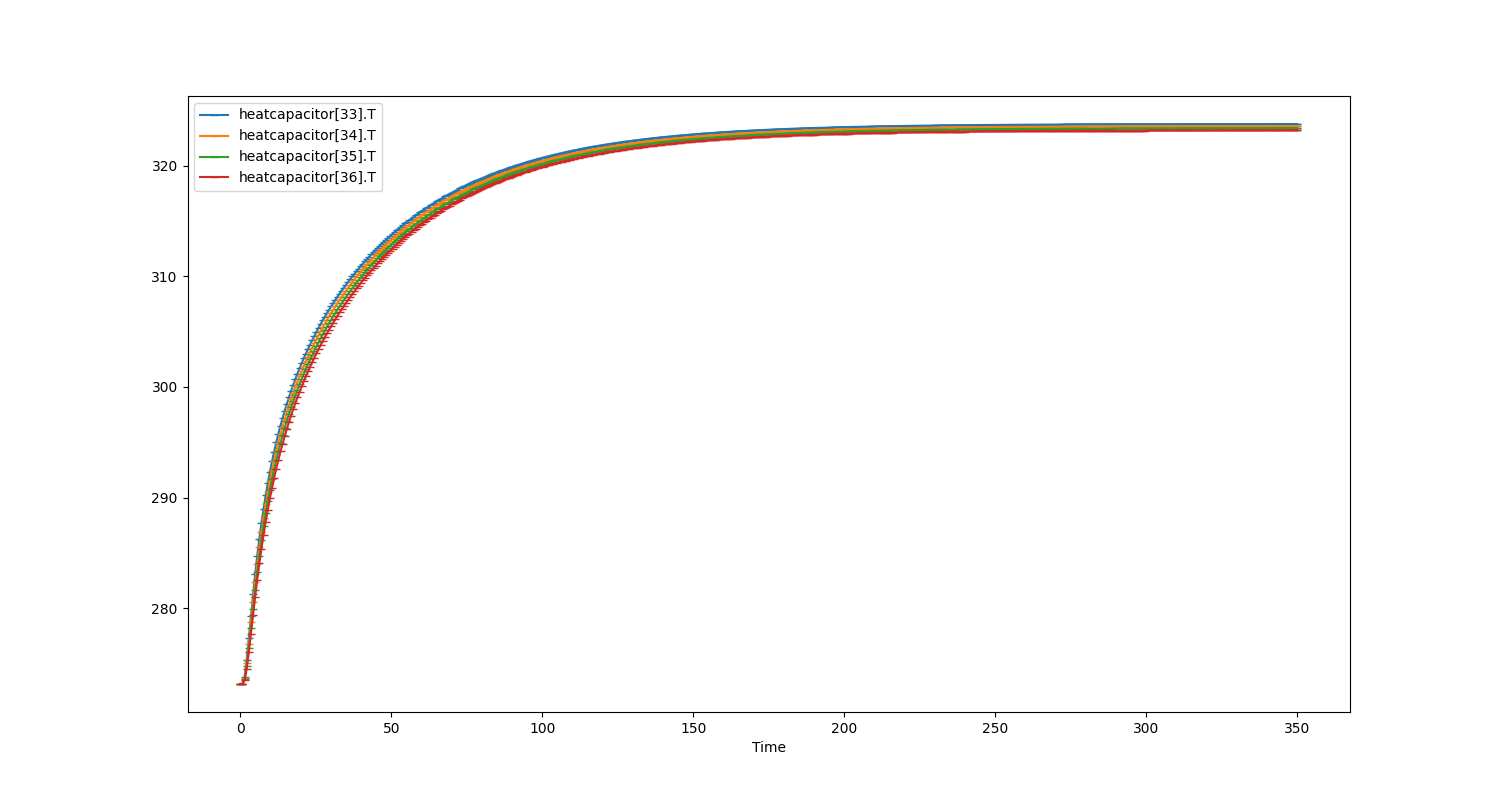 heatcapacitor[33].T
heatcapacitor[34].T
heatcapacitor[35].T
heatcapacitor[36].T
320
310
300
290
280
0 50 100 150 200 250 300 350
Time